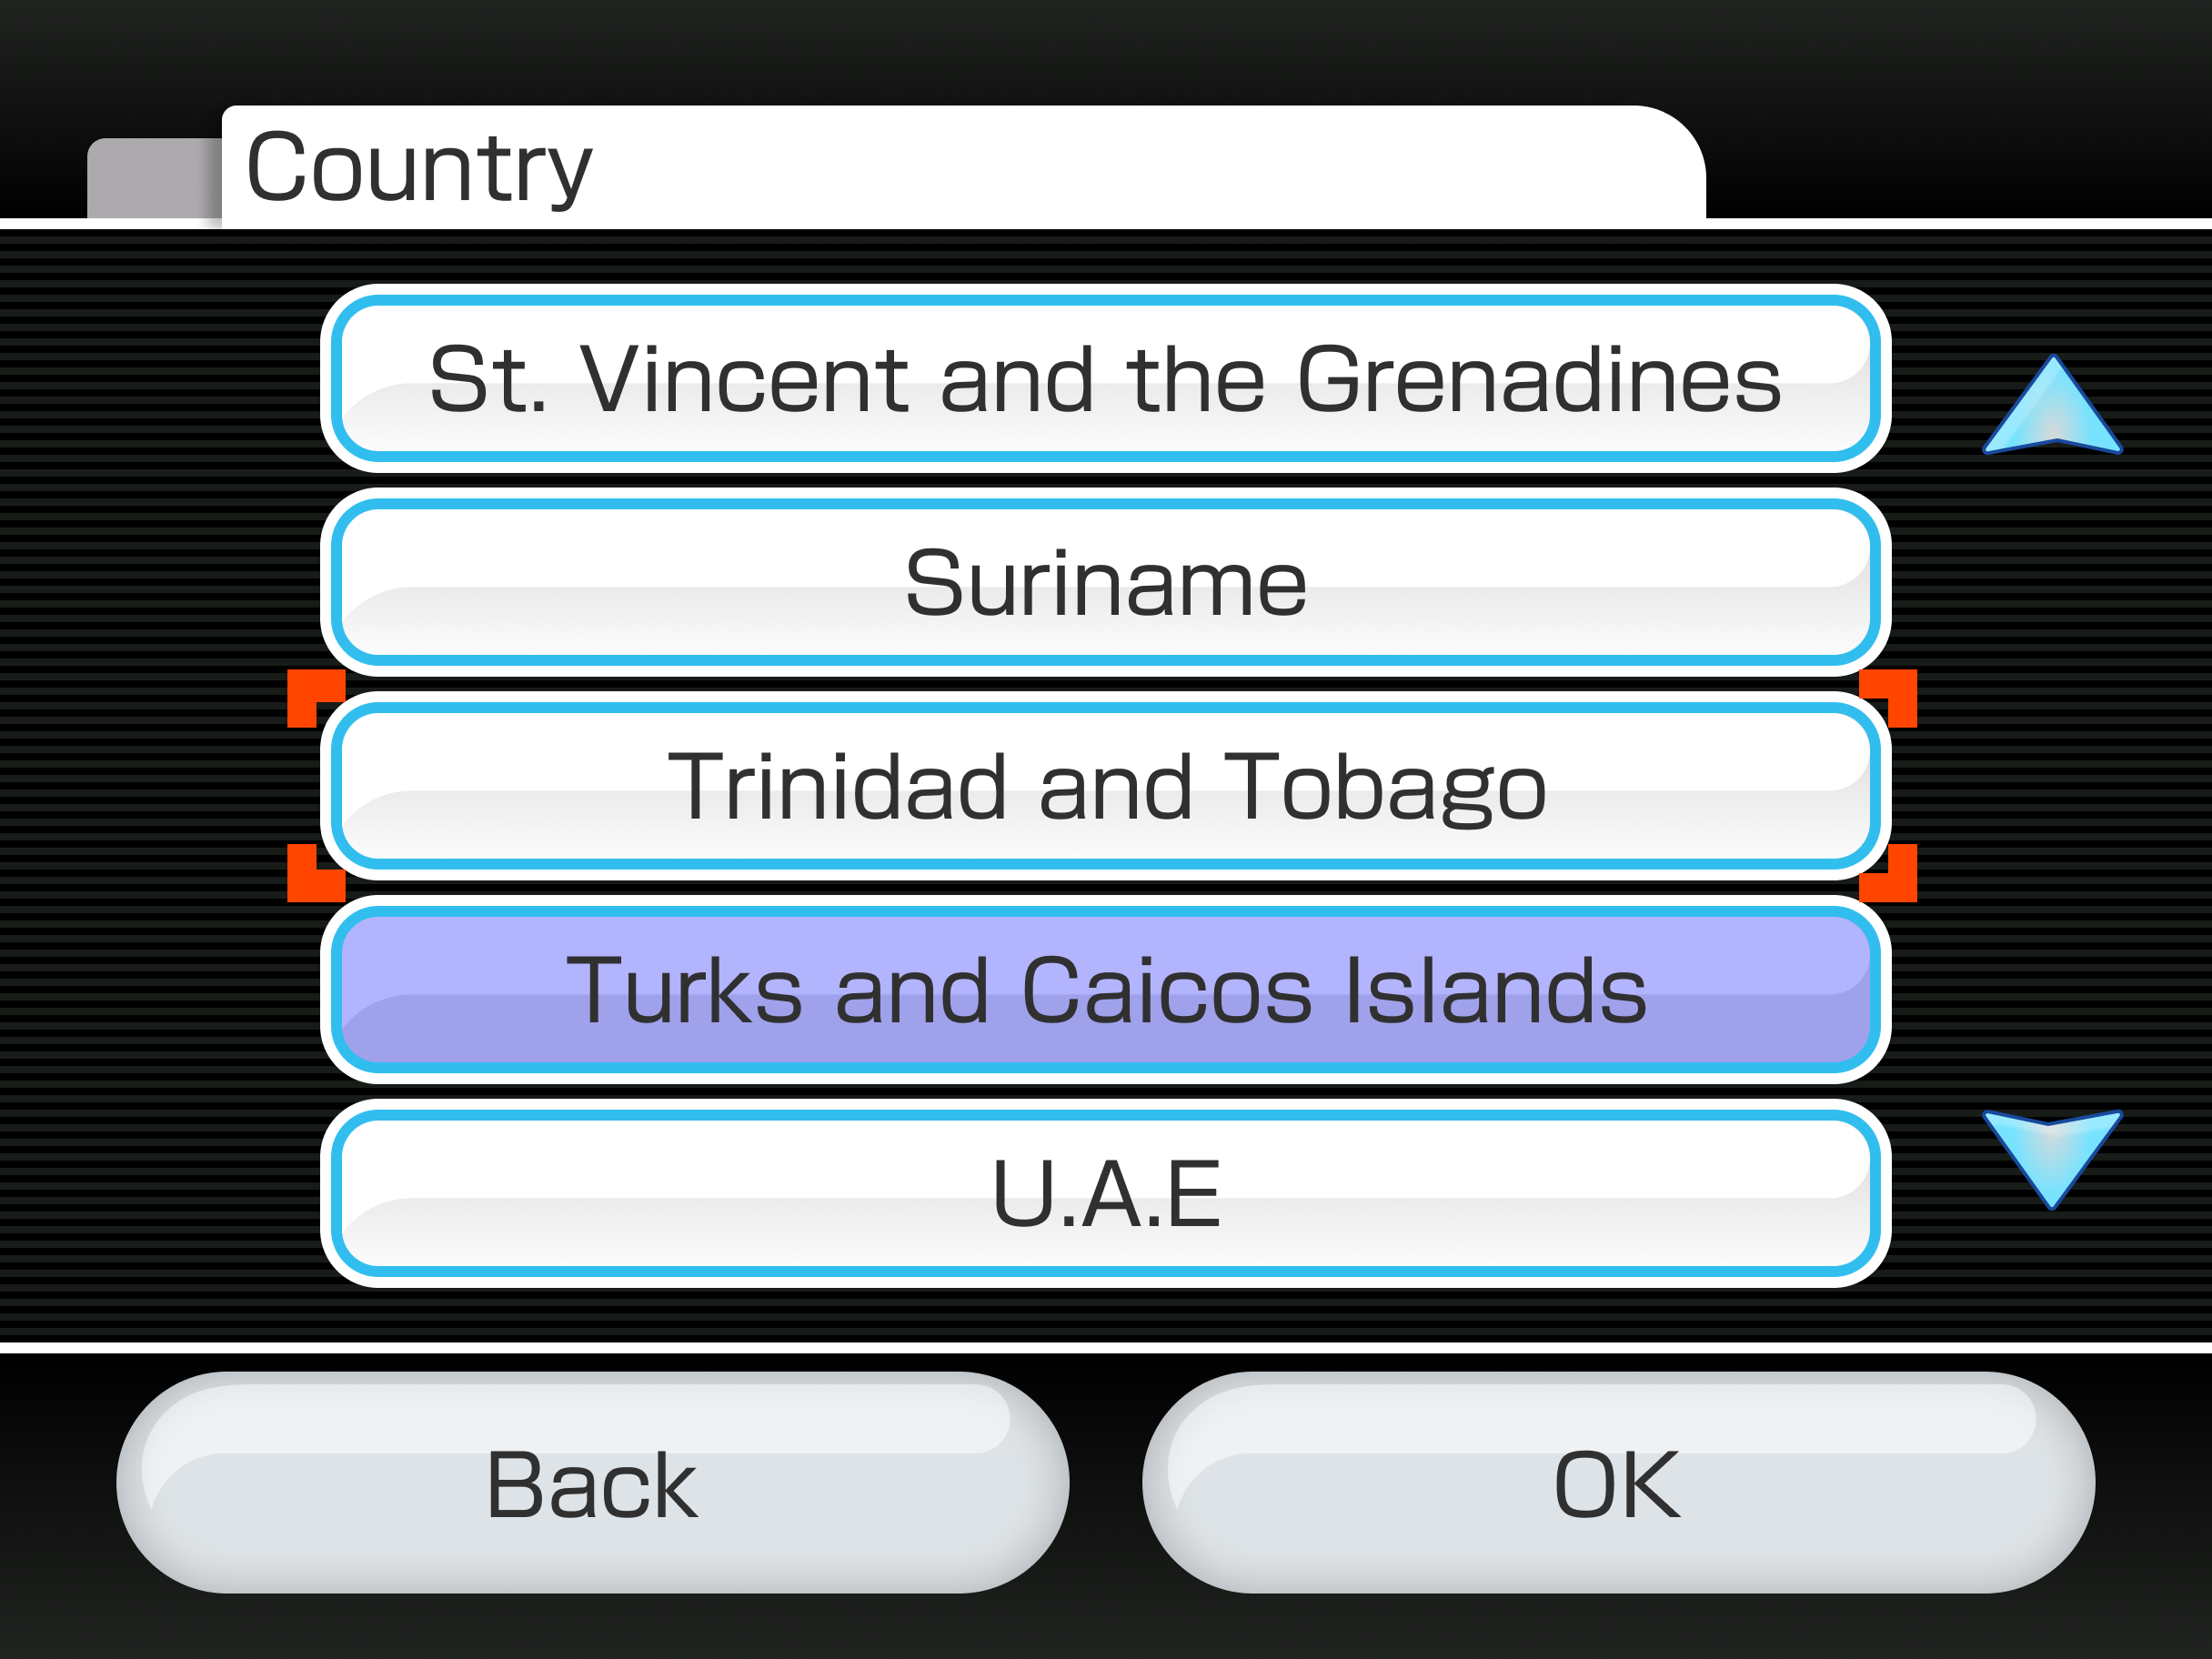 Country
St. Vincent and the Grenadines
Suriname
Trinidad and Tobago
Turks and Caicos Islands
U.A.E
Back
OK